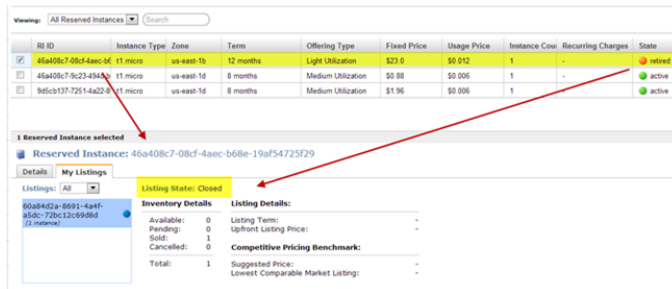 Viewing: All Reserved Instances Search
RI ID Instance Type Zone Term Offering Type Fixed Price Usage Price Instance Cou Recurring Charges State
46a408c7-08cf-4aec-b6 t1.micro us-east-1b 12 months Light Utilization $23.0 $0.012 1 - retired
46a408c7-9c23-494d-b t1.micro us-east-1d 8 months Medium Utilization $0.88 $0.006 1 - active
9d5cb137-7251-4a22-8 t1.micro us-east-1d 8 months Medium Utilization $1.96 $0.006 1 - active
1 Reserved Instance selected
Reserved Instance: 46a408c7-08cf-4aec-b68e-19af54725f29
Details My Listings
Listings: All Listing State: Closed
60a84d2a-8691-4a4f-
a5dc-72bc12c69d8d
(1 instance)
Inventory Details Listing Details:
Available: 0 Listing Term: -
Pending: 0 Upfront Listing Price: -
Sold: 1
Cancelled: 0 Competitive Pricing Benchmark:
Total: 1 Suggested Price: -
Lowest Comparable Market Listing: -